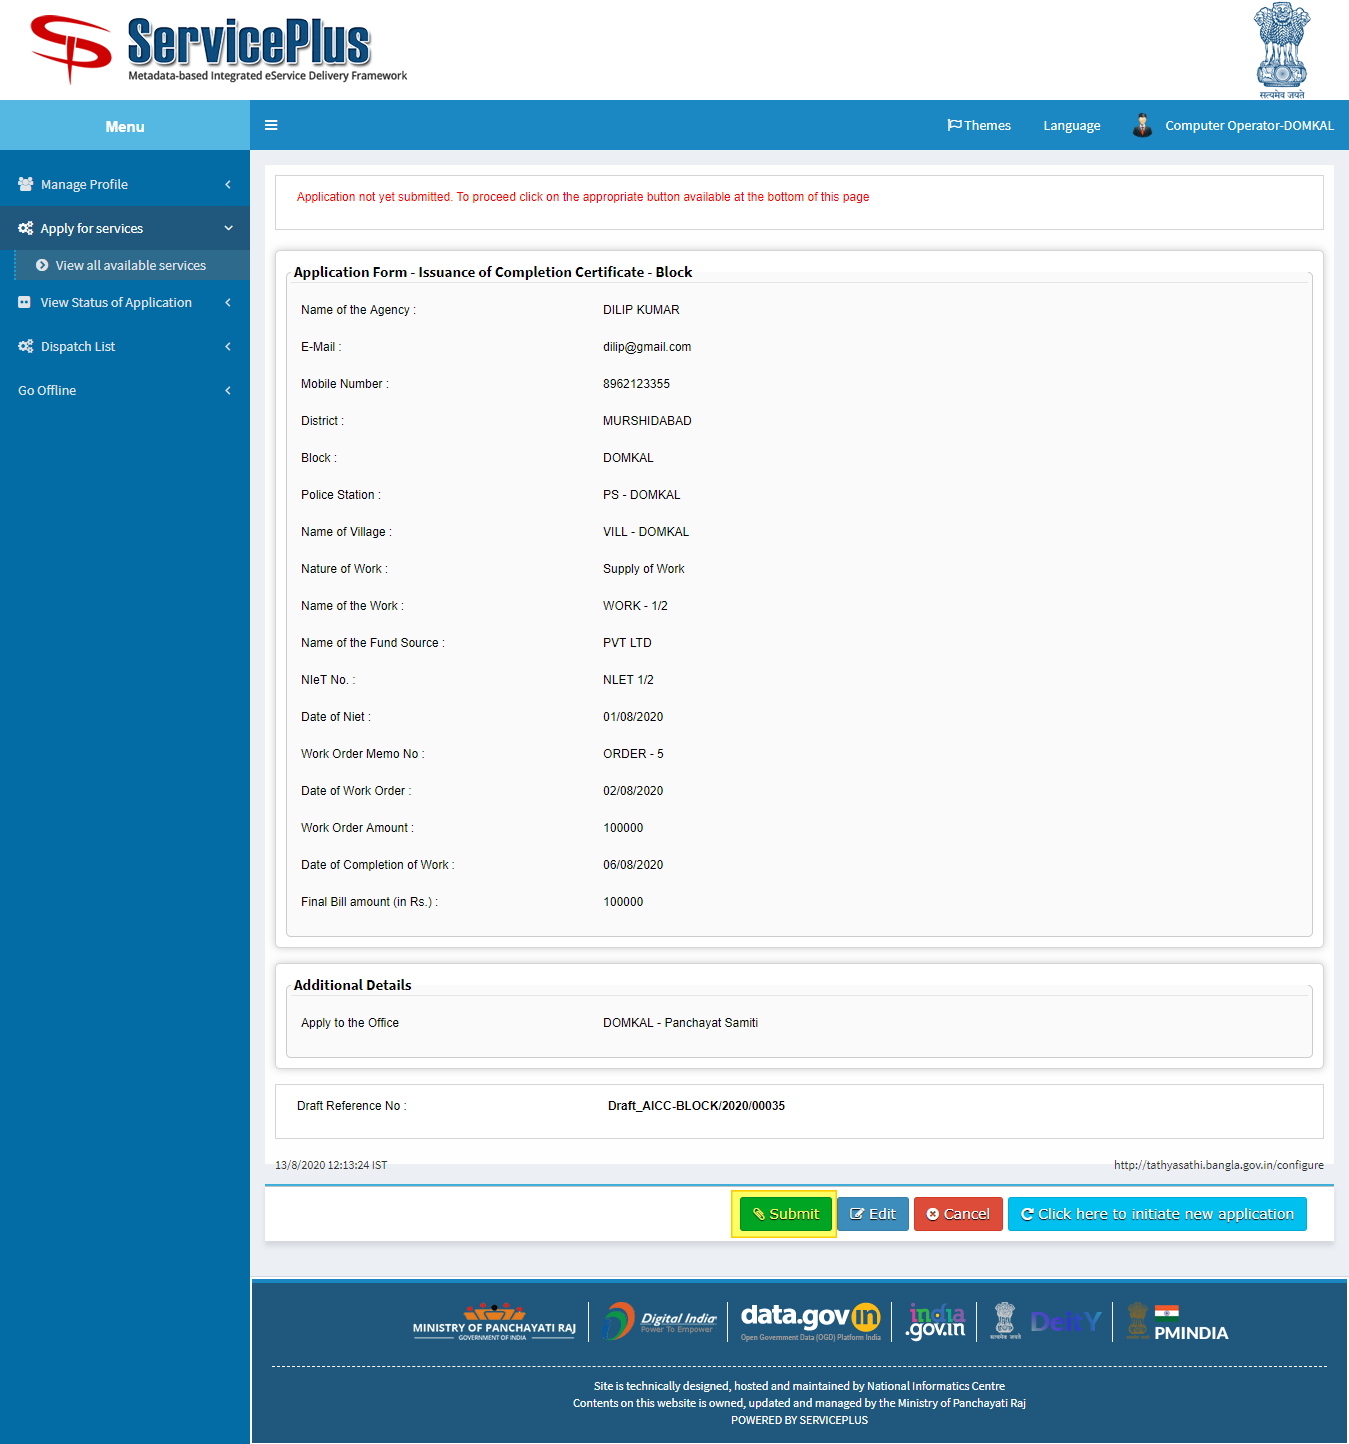 ServicePlus
Metadata-based Integrated eService Delivery Framework
सत्यमेव जयते
Menu
Themes
Language
Computer Operator-DOMKAL
Manage Profile
Apply for services
View all available services
View Status of Application
Dispatch List
Go Offline
Application not yet submitted. To proceed click on the appropriate button available at the bottom of this page
Application Form - Issuance of Completion Certificate - Block
Name of the Agency : DILIP KUMAR
E-Mail : dilip@gmail.com
Mobile Number : 8962123355
District : MURSHIDABAD
Block : DOMKAL
Police Station : PS - DOMKAL
Name of Village : VILL - DOMKAL
Nature of Work : Supply of Work
Name of the Work : WORK - 1/2
Name of the Fund Source : PVT LTD
NIeT No. : NLET 1/2
Date of Niet : 01/08/2020
Work Order Memo No : ORDER - 5
Date of Work Order : 02/08/2020
Work Order Amount : 100000
Date of Completion of Work : 06/08/2020
Final Bill amount (in Rs.) : 100000
Additional Details
Apply to the Office DOMKAL - Panchayat Samiti
Draft Reference No : Draft_AICC-BLOCK/2020/00035
13/8/2020 12:13:24 IST http://tathyasathi.bangla.gov.in/configure
Submit Edit Cancel Click here to initiate new application
MINISTRY OF PANCHAYATI RAJ
GOVERNMENT OF INDIA
Digital India
Power To Empower
data.gov in
Open Government Data (OGD) Platform India
india
.gov.in
सत्यमेव जयते
DeitY
PMINDIA
Site is technically designed, hosted and maintained by National Informatics Centre
Contents on this website is owned, updated and managed by the Ministry of Panchayati Raj
POWERED BY SERVICEPLUS